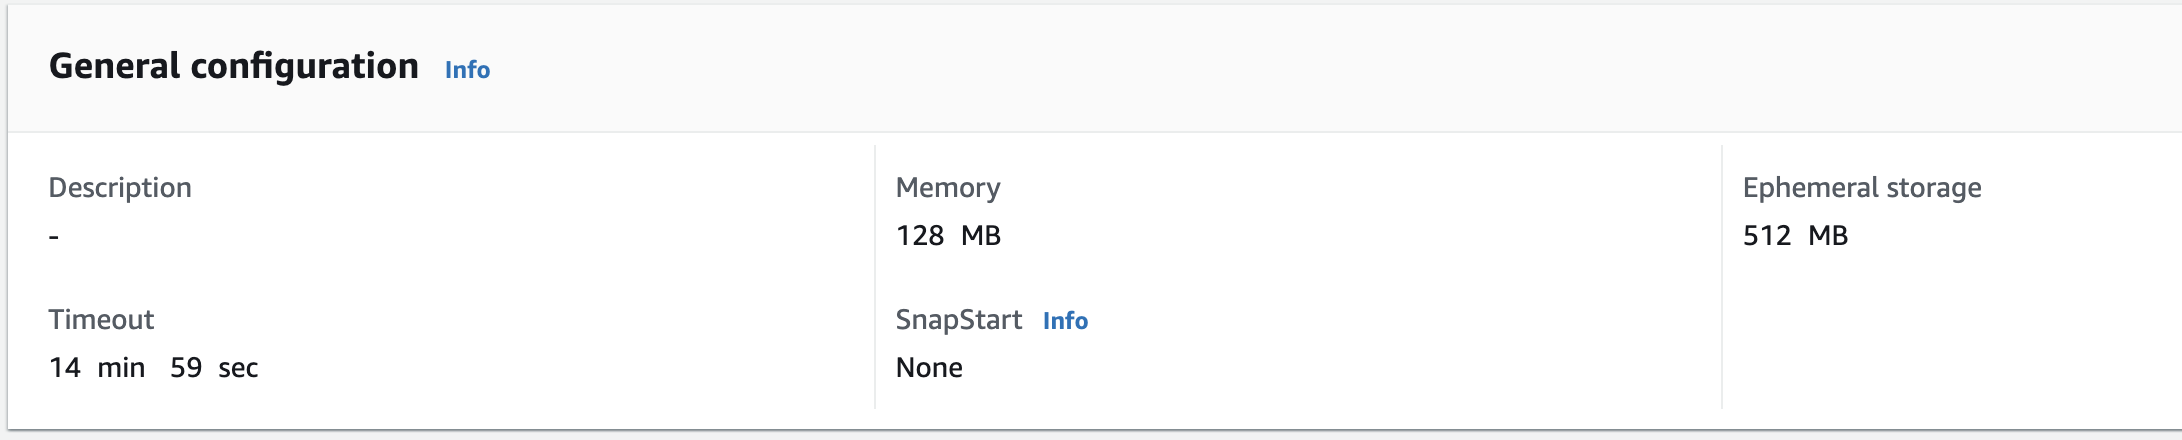 General configuration Info
Description
-
Timeout
14 min 59 sec
Memory
128 MB
SnapStart Info
None
Ephemeral storage
512 MB